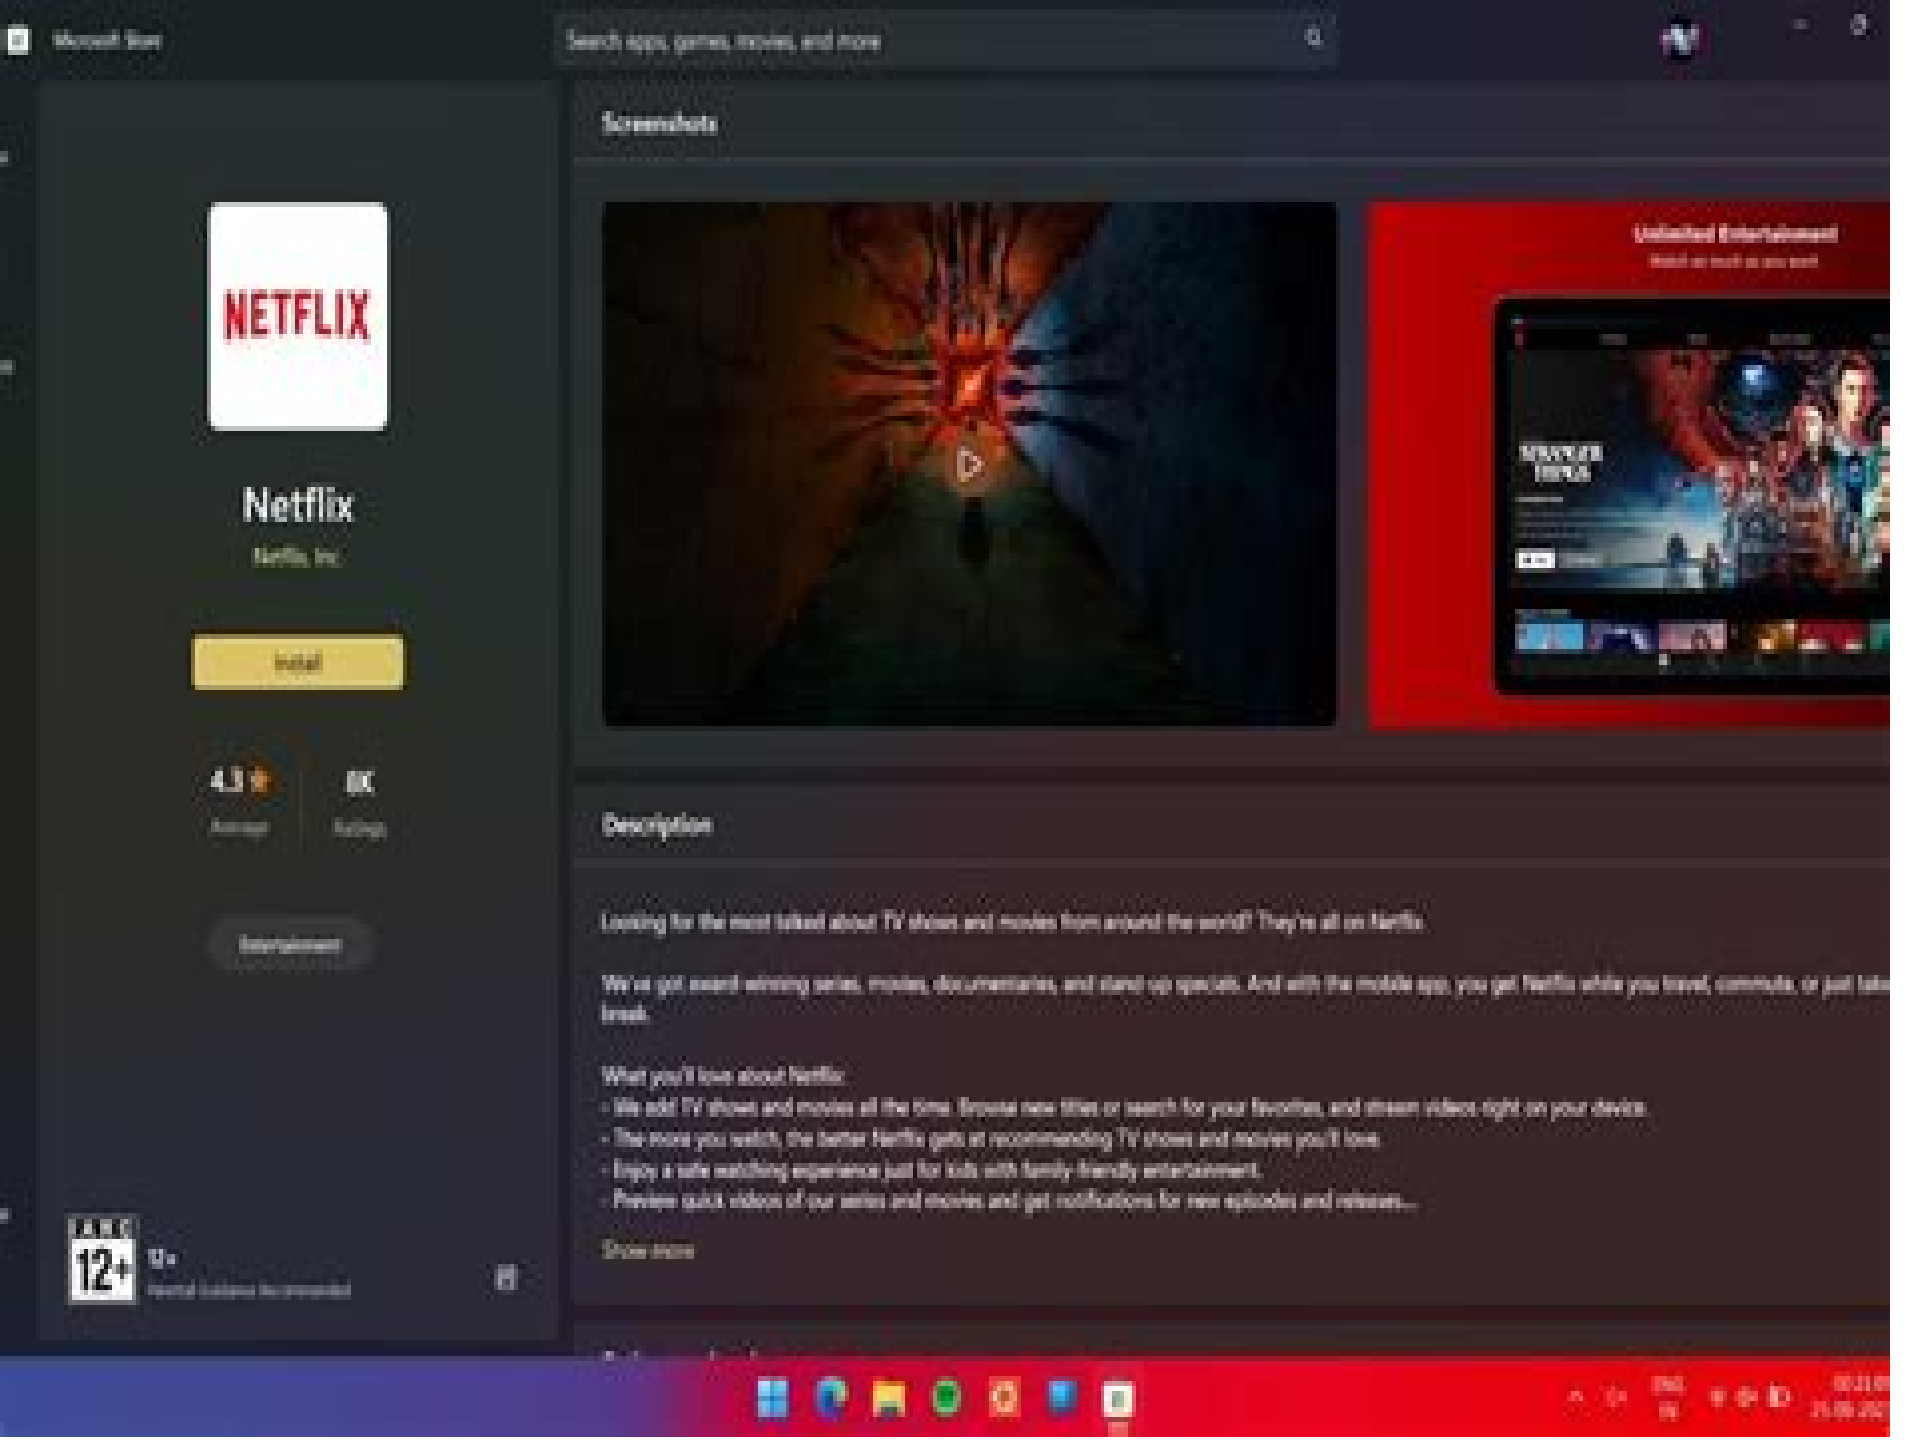 Microsoft Store
Search apps, games, movies, and more
Screenshots
NETFLIX
Netflix
Netflix, Inc.
Install
4.3
Average
8K
Ratings
Entertainment
12+
12+
Parental Guidance Recommended
Unlimited Entertainment
Watch as much as you want
STRANGER
THINGS
Description
Looking for the most talked about TV shows and movies from around the world? They're all on Netflix.
We've got award-winning series, movies, documentaries, and stand-up specials. And with the mobile app, you get Netflix while you travel, commute, or just take
break.
What you'll love about Netflix:
- We add TV shows and movies all the time. Browse new titles or search for your favorites, and stream videos right on your device.
- The more you watch, the better Netflix gets at recommending TV shows and movies you'll love.
- Enjoy a safe watching experience just for kids with family-friendly entertainment.
- Preview quick videos of our series and movies and get notifications for new episodes and releases...
Show more
ENG